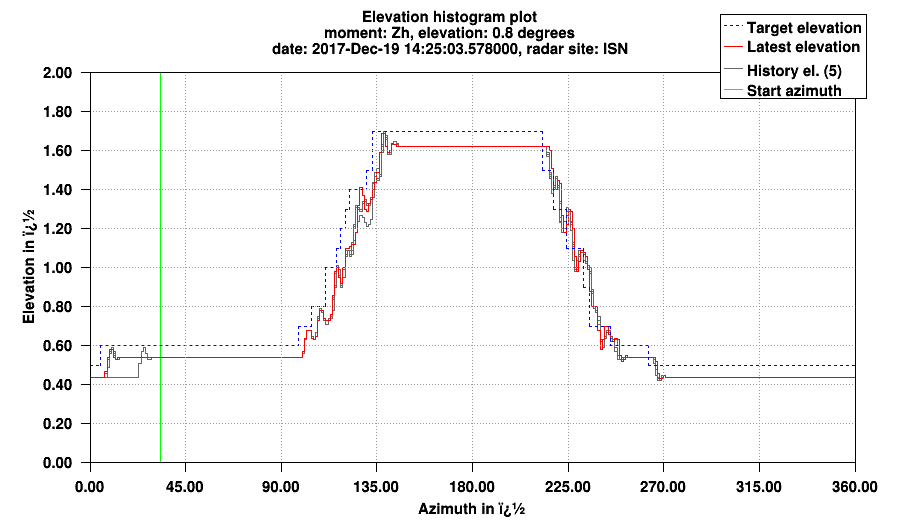 Elevation histogram plot
moment: Zh, elevation: 0.8 degrees
date: 2017-Dec-19 14:25:03.578000, radar site: ISN
Target elevation
Latest elevation
History el. (5)
Start azimuth
2.00
1.80
1.60
1.40
1.20
1.00
0.80
0.60
0.40
0.20
0.00
Elevation in ï¿½
0.00 45.00 90.00 135.00 180.00 225.00 270.00 315.00 360.00
Azimuth in ï¿½